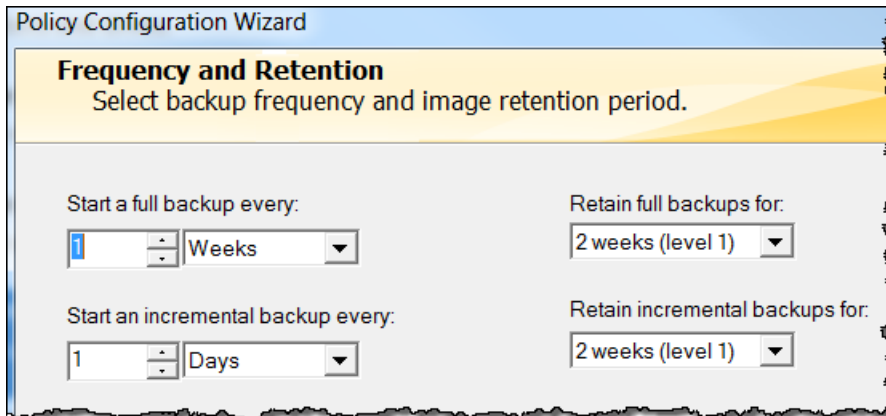 Policy Configuration Wizard
Frequency and Retention
Select backup frequency and image retention period.
Start a full backup every:
1 Weeks
Retain full backups for:
2 weeks (level 1)
Start an incremental backup every:
1 Days
Retain incremental backups for:
2 weeks (level 1)